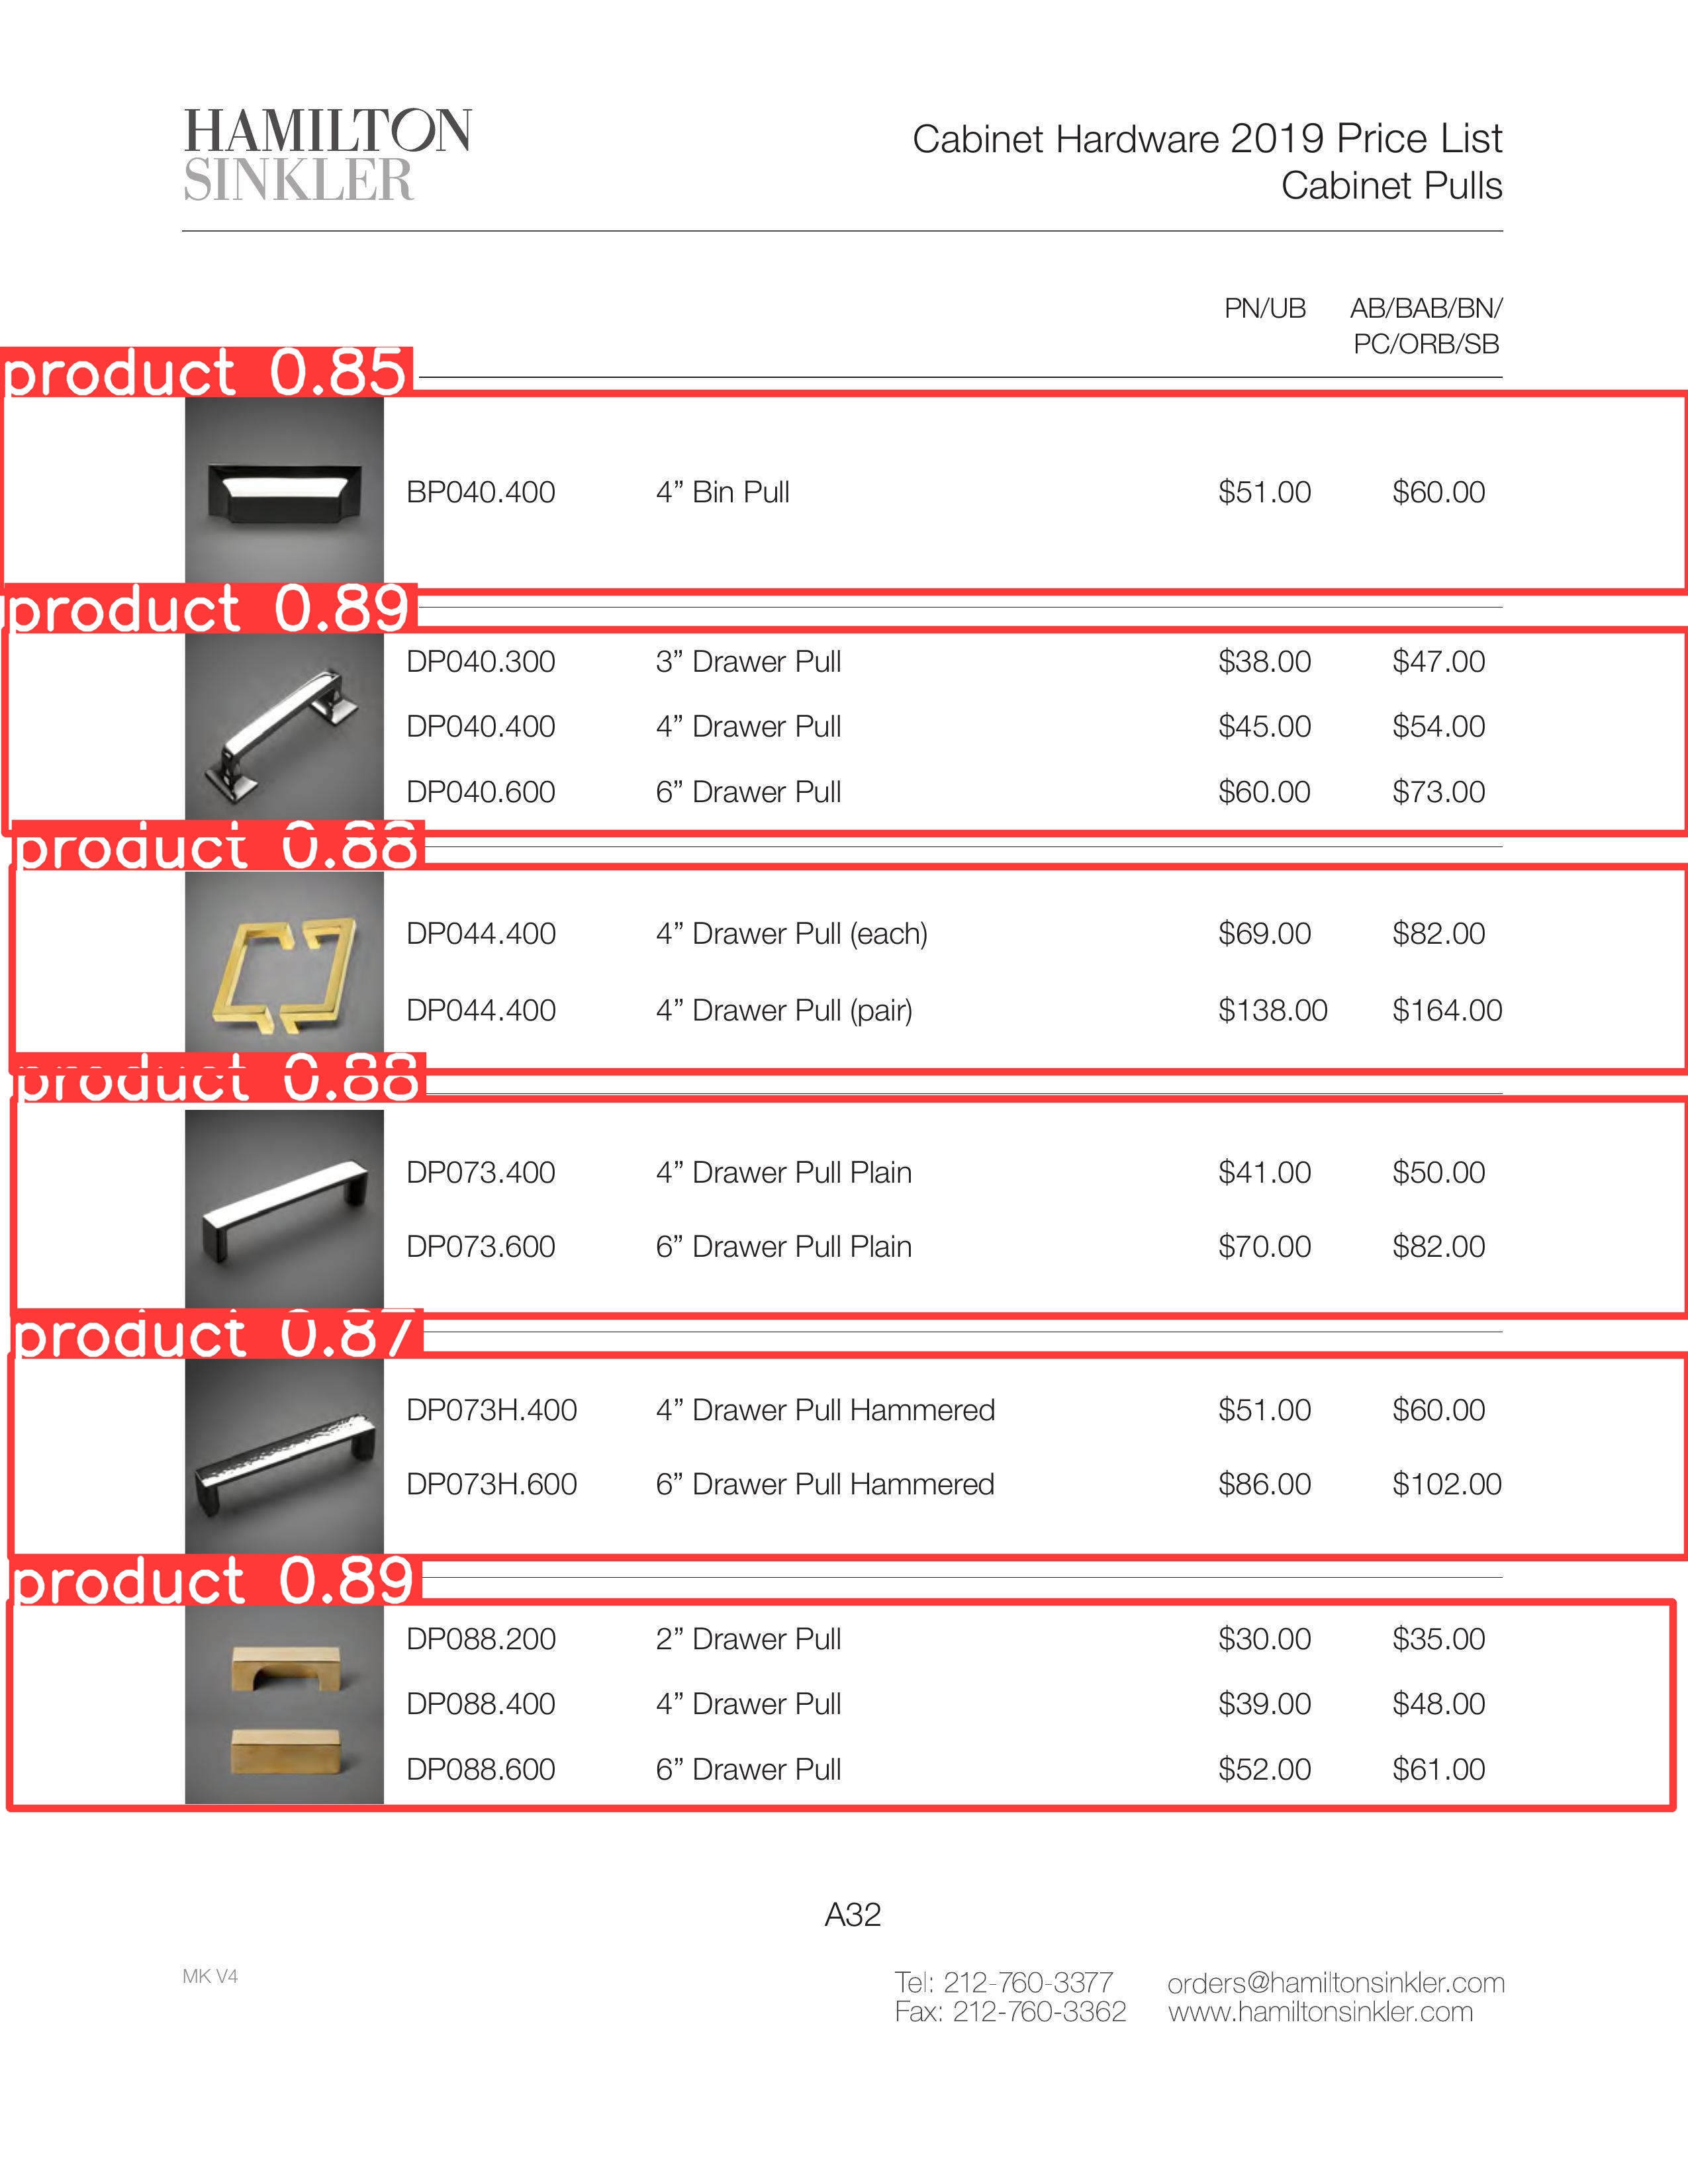 HAMILTON
SINKLER
Cabinet Hardware 2019 Price List
Cabinet Pulls
PN/UB AB/BAB/BN/
PC/ORB/SB
product 0.85
BP040.400 4” Bin Pull $51.00 $60.00
product 0.89
DP040.300 3” Drawer Pull $38.00 $47.00
DP040.400 4” Drawer Pull $45.00 $54.00
DP040.600 6” Drawer Pull $60.00 $73.00
product 0.88
DP044.400 4” Drawer Pull (each) $69.00 $82.00
DP044.400 4” Drawer Pull (pair) $138.00 $164.00
product 0.88
DP073.400 4” Drawer Pull Plain $41.00 $50.00
DP073.600 6” Drawer Pull Plain $70.00 $82.00
product 0.87
DP073H.400 4” Drawer Pull Hammered $51.00 $60.00
DP073H.600 6” Drawer Pull Hammered $86.00 $102.00
product 0.89
DP088.200 2” Drawer Pull $30.00 $35.00
DP088.400 4” Drawer Pull $39.00 $48.00
DP088.600 6” Drawer Pull $52.00 $61.00
A32
MK V4
Tel: 212-760-3377 orders@hamiltonsinkler.com
Fax: 212-760-3362 www.hamiltonsinkler.com